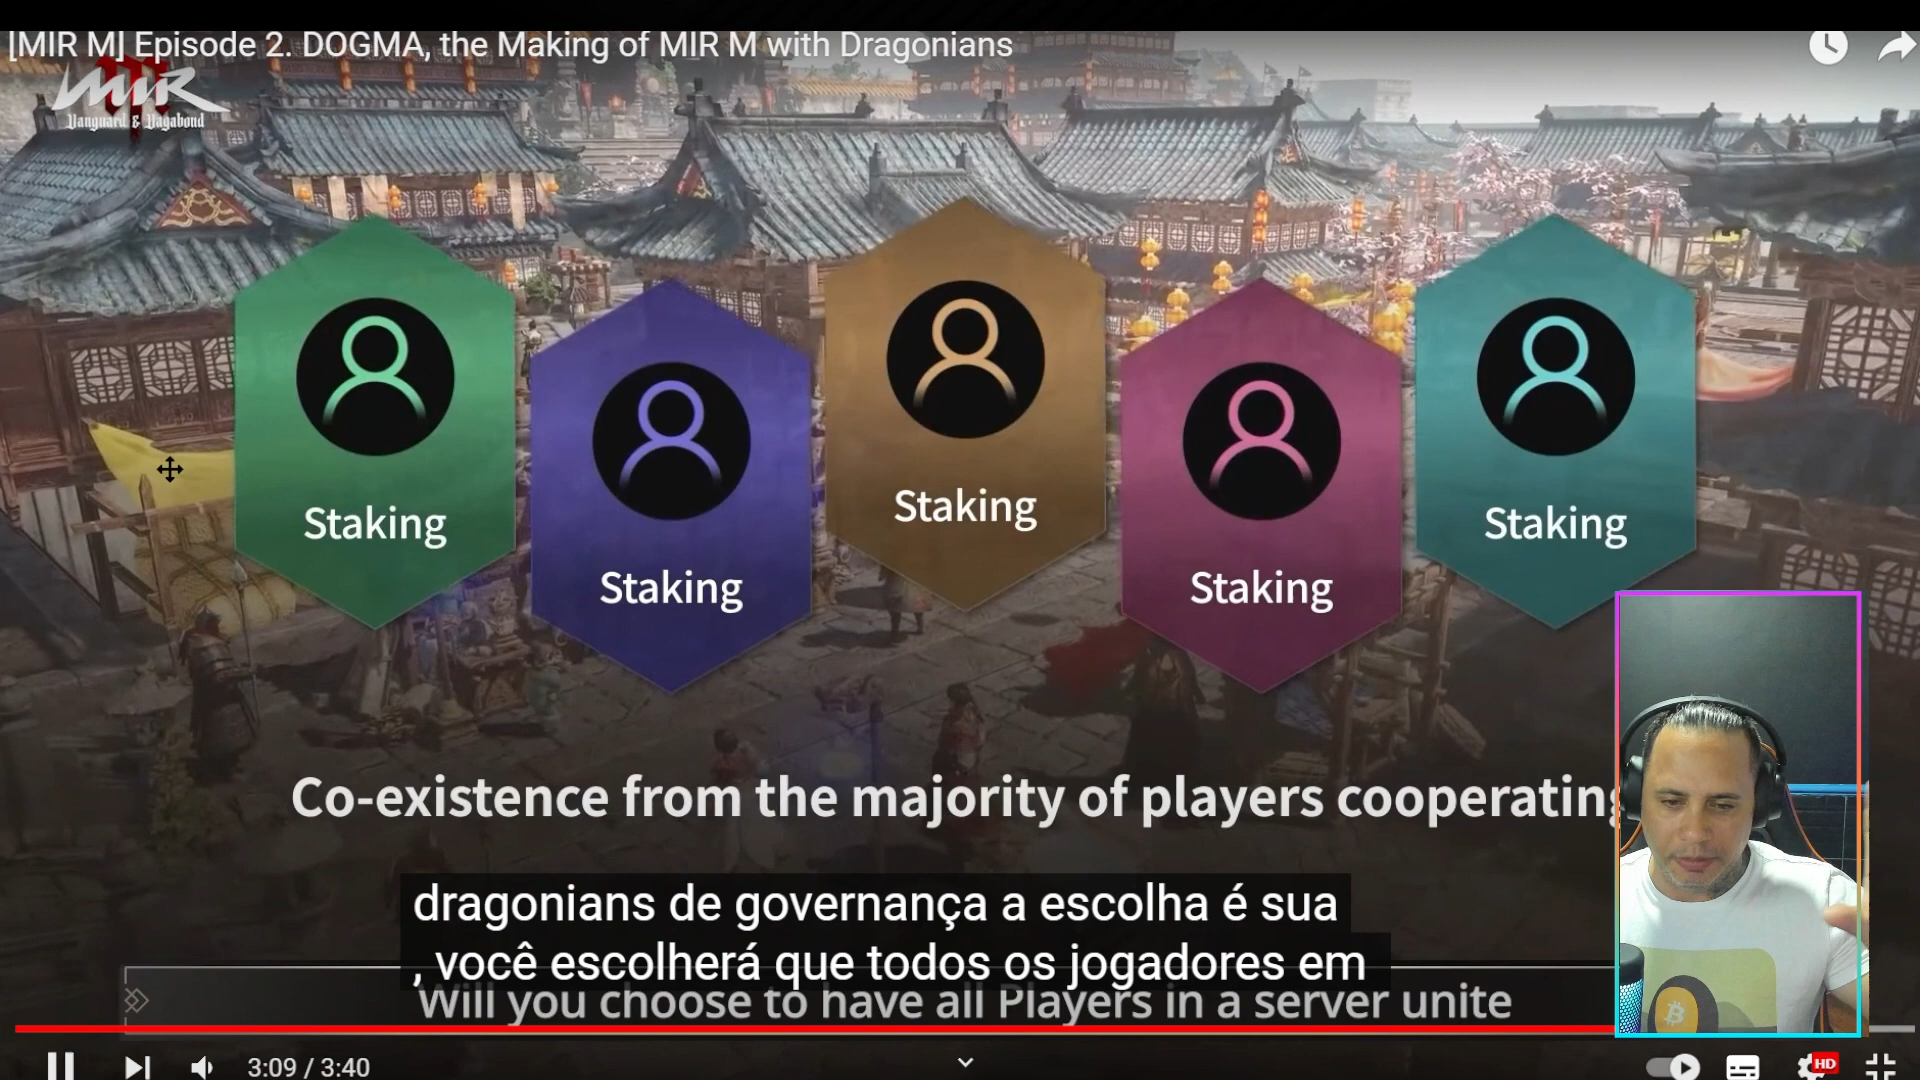 [MIR M] Episode 2. DOGMA, the Making of MIR M with Dragonians
MIR M
Vanguard & Vagabond
Staking
Staking
Staking
Staking
Staking
Co-existence from the majority of players cooperating
dragonians de governança a escolha é sua
, você escolherá que todos os jogadores em
Will you choose to have all Players in a server unite
3:09 / 3:40
HD